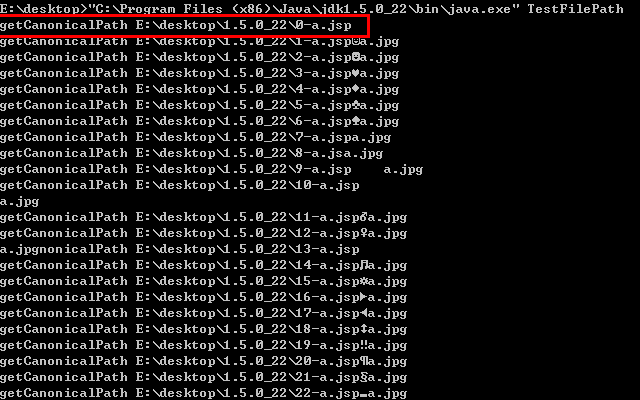 E:\desktop>"C:\Program Files (x86)\Java\jdk1.5.0_22\bin\java.exe" TestFilePath
getCanonicalPath E:\desktop\1.5.0_22\0-a.jsp
getCanonicalPath E:\desktop\1.5.0_22\1-a.jsp☺a.jpg
getCanonicalPath E:\desktop\1.5.0_22\2-a.jsp☻a.jpg
getCanonicalPath E:\desktop\1.5.0_22\3-a.jsp♥a.jpg
getCanonicalPath E:\desktop\1.5.0_22\4-a.jsp♦a.jpg
getCanonicalPath E:\desktop\1.5.0_22\5-a.jsp♣a.jpg
getCanonicalPath E:\desktop\1.5.0_22\6-a.jsp♠a.jpg
getCanonicalPath E:\desktop\1.5.0_22\7-a.jspa.jpg
getCanonicalPath E:\desktop\1.5.0_22\8-a.jsa.jpg
getCanonicalPath E:\desktop\1.5.0_22\9-a.jsp    a.jpg
getCanonicalPath E:\desktop\1.5.0_22\10-a.jsp
a.jpg
getCanonicalPath E:\desktop\1.5.0_22\11-a.jsp♂a.jpg
getCanonicalPath E:\desktop\1.5.0_22\12-a.jsp♀a.jpg
a.jpgnonicalPath E:\desktop\1.5.0_22\13-a.jsp
getCanonicalPath E:\desktop\1.5.0_22\14-a.jsp♫a.jpg
getCanonicalPath E:\desktop\1.5.0_22\15-a.jsp☼a.jpg
getCanonicalPath E:\desktop\1.5.0_22\16-a.jsp►a.jpg
getCanonicalPath E:\desktop\1.5.0_22\17-a.jsp◄a.jpg
getCanonicalPath E:\desktop\1.5.0_22\18-a.jsp↕a.jpg
getCanonicalPath E:\desktop\1.5.0_22\19-a.jsp‼a.jpg
getCanonicalPath E:\desktop\1.5.0_22\20-a.jsp¶a.jpg
getCanonicalPath E:\desktop\1.5.0_22\21-a.jsp§a.jpg
getCanonicalPath E:\desktop\1.5.0_22\22-a.jsp▬a.jpg